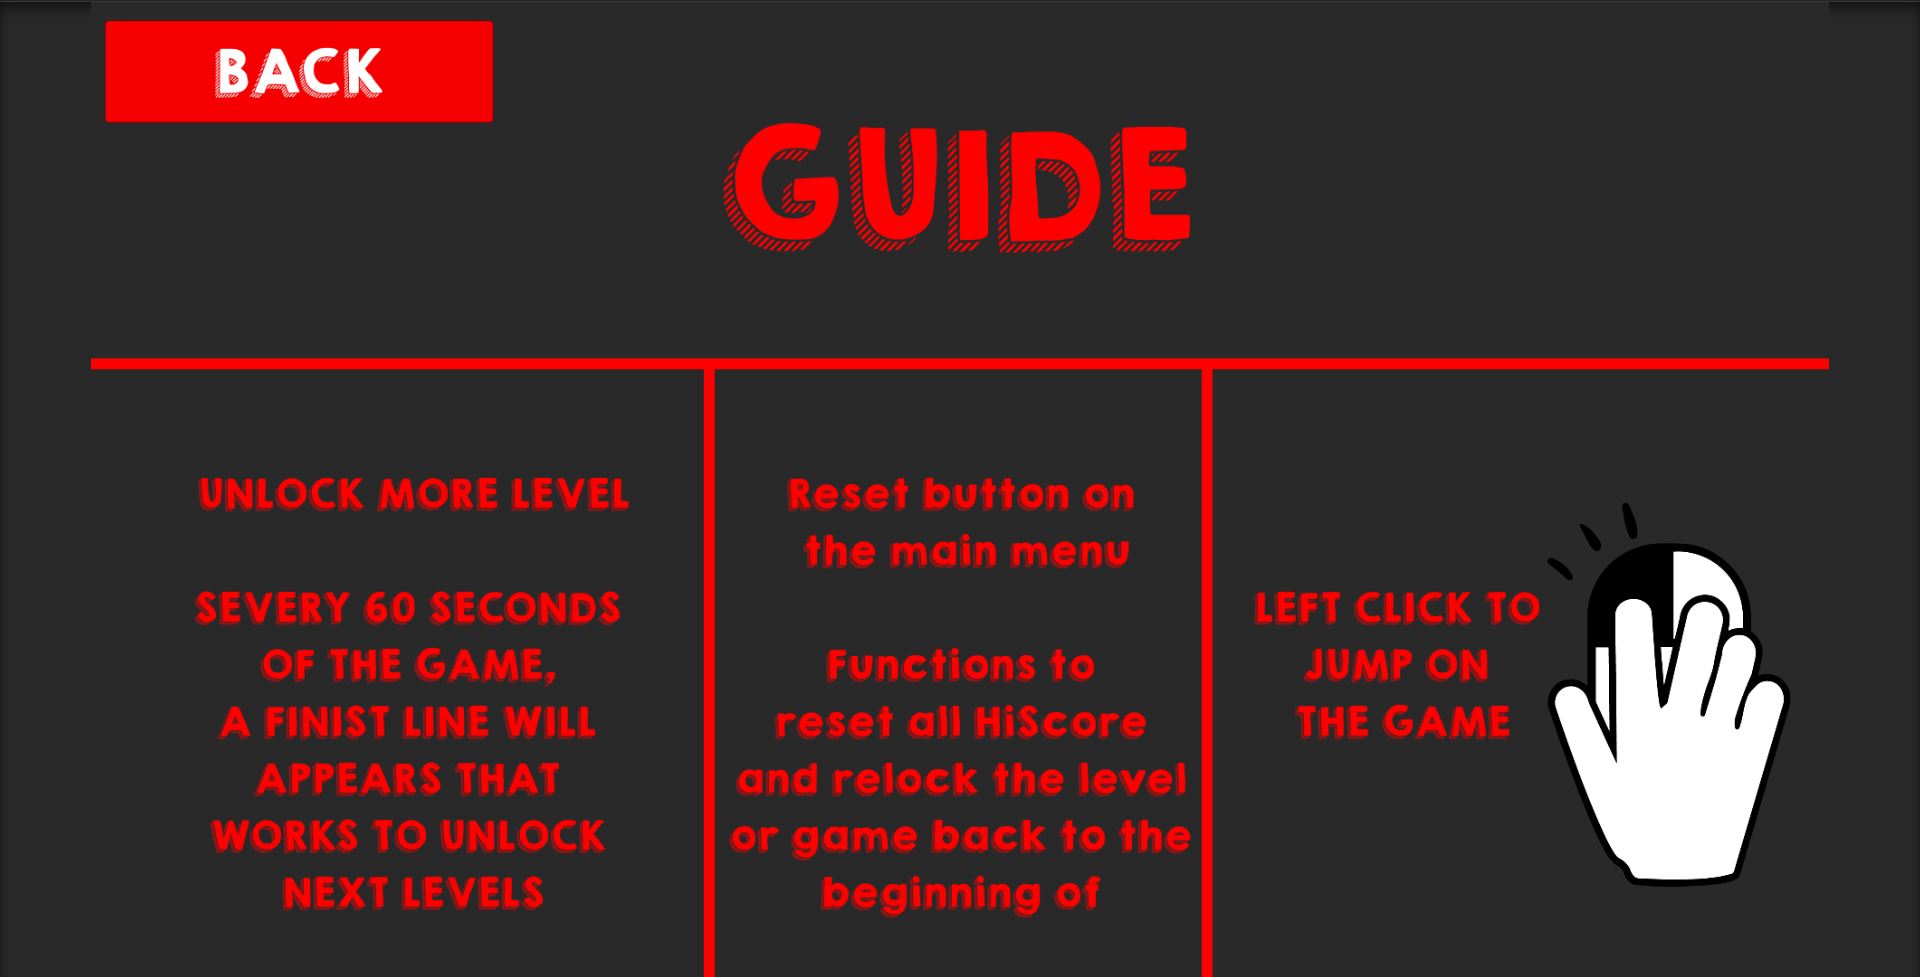 BACK
GUIDE
UNLOCK MORE LEVEL
SEVERY 60 SECONDS
OF THE GAME,
A FINIST LINE WILL
APPEARS THAT
WORKS TO UNLOCK
NEXT LEVELS
Reset button on
the main menu
Functions to
reset all HiScore
and relock the level
or game back to the
beginning of
LEFT CLICK TO
JUMP ON
THE GAME